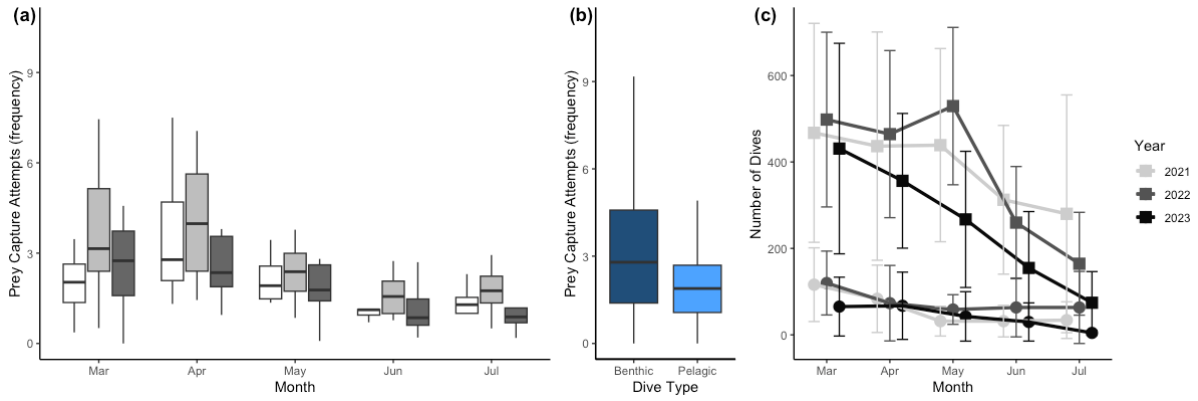 (a)
Prey Capture Attempts (frequency)
9
6
3
0
Mar Apr May Jun Jul
Month
(b)
Prey Capture Attempts (frequency)
9
6
3
0
Benthic Pelagic
Dive Type
(c)
Number of Dives
600
400
200
0
Mar Apr May Jun Jul
Month
Year
2021
2022
2023